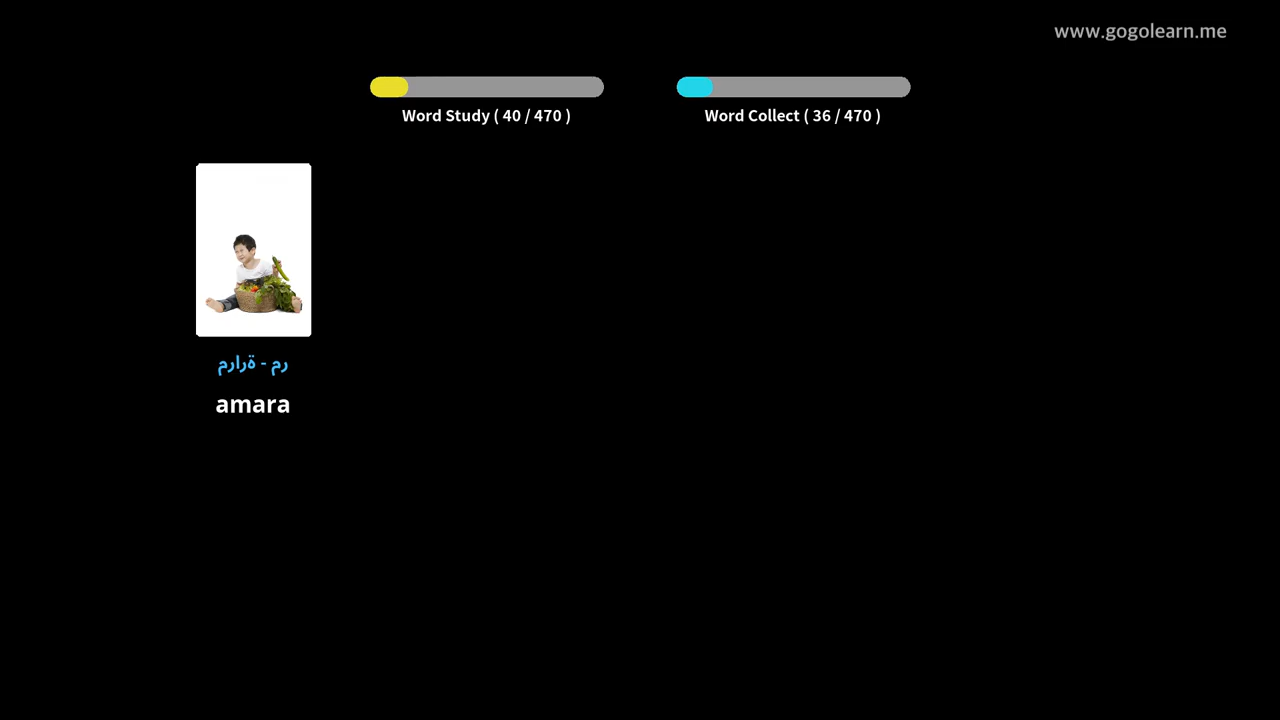 www.gogolearn.me
Word Study ( 40 / 470 )
Word Collect ( 36 / 470 )
رم - ةرارم
amara